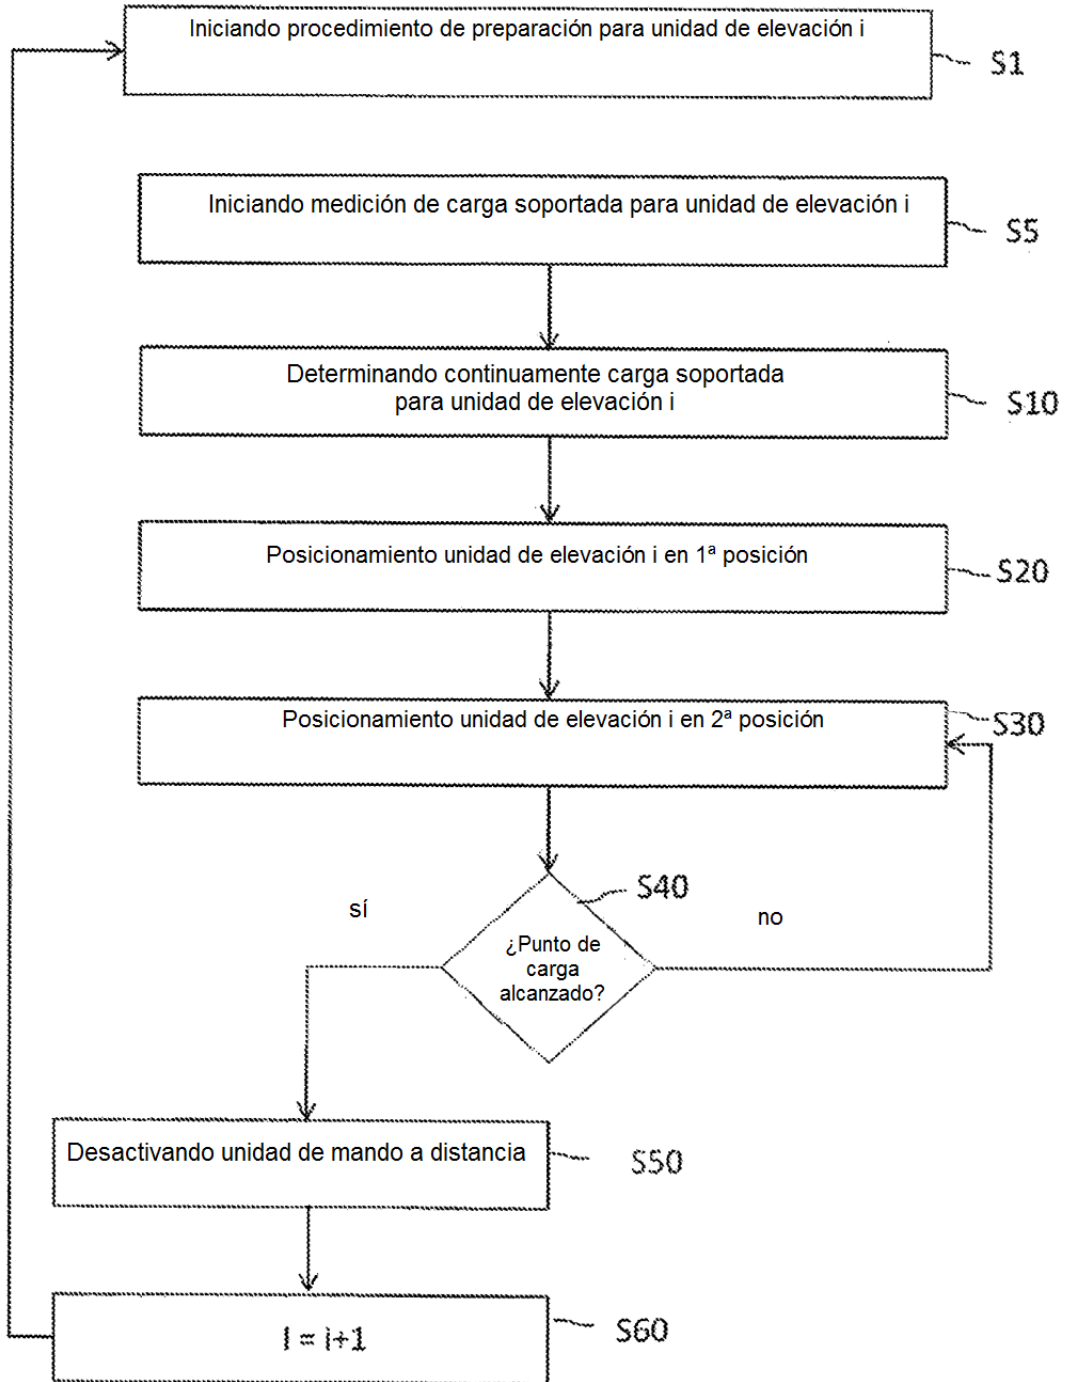 Iniciando procedimiento de preparación para unidad de elevación i
S1
Iniciando medición de carga soportada para unidad de elevación i
S5
Determinando continuamente carga soportada
para unidad de elevación i
S10
Posicionamiento unidad de elevación i en 1ª posición
S20
Posicionamiento unidad de elevación i en 2ª posición
S30
S40
sí
no
¿Punto de
carga
alcanzado?
Desactivando unidad de mando a distancia
S50
i = i+1
S60